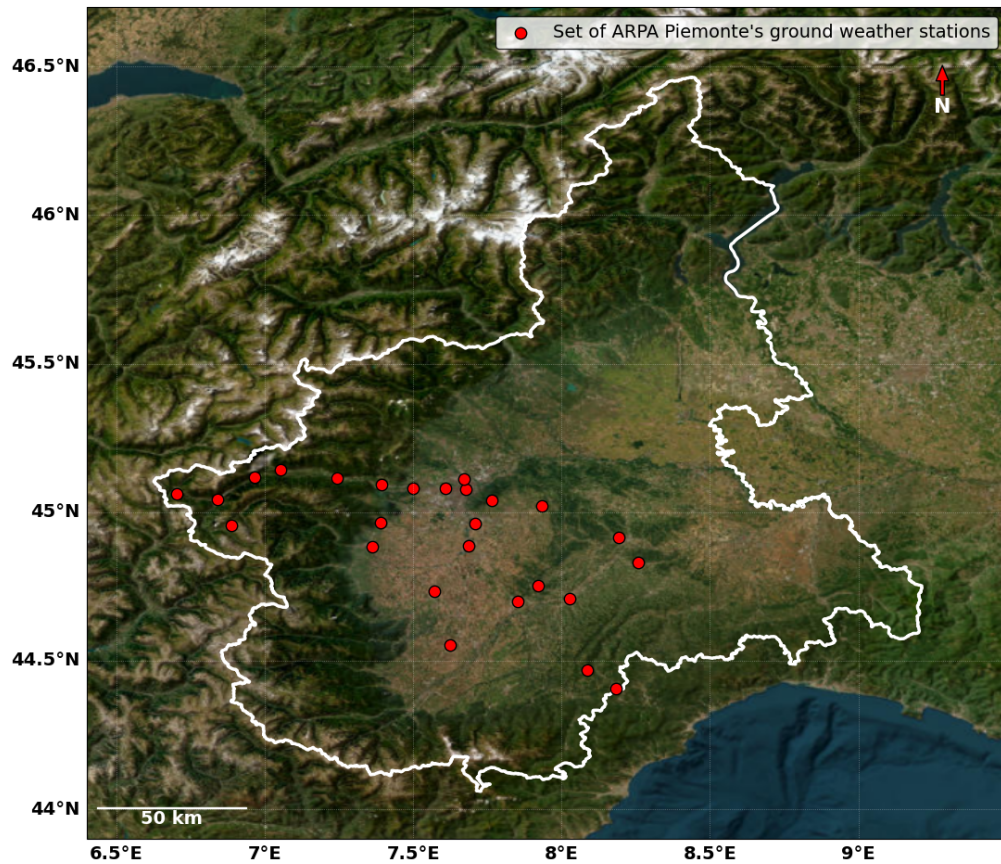 Set of ARPA Piemonte's ground weather stations
46.5°N
N
46°N
45.5°N
45°N
44.5°N
44°N
50 km
6.5°E 7°E 7.5°E 8°E 8.5°E 9°E